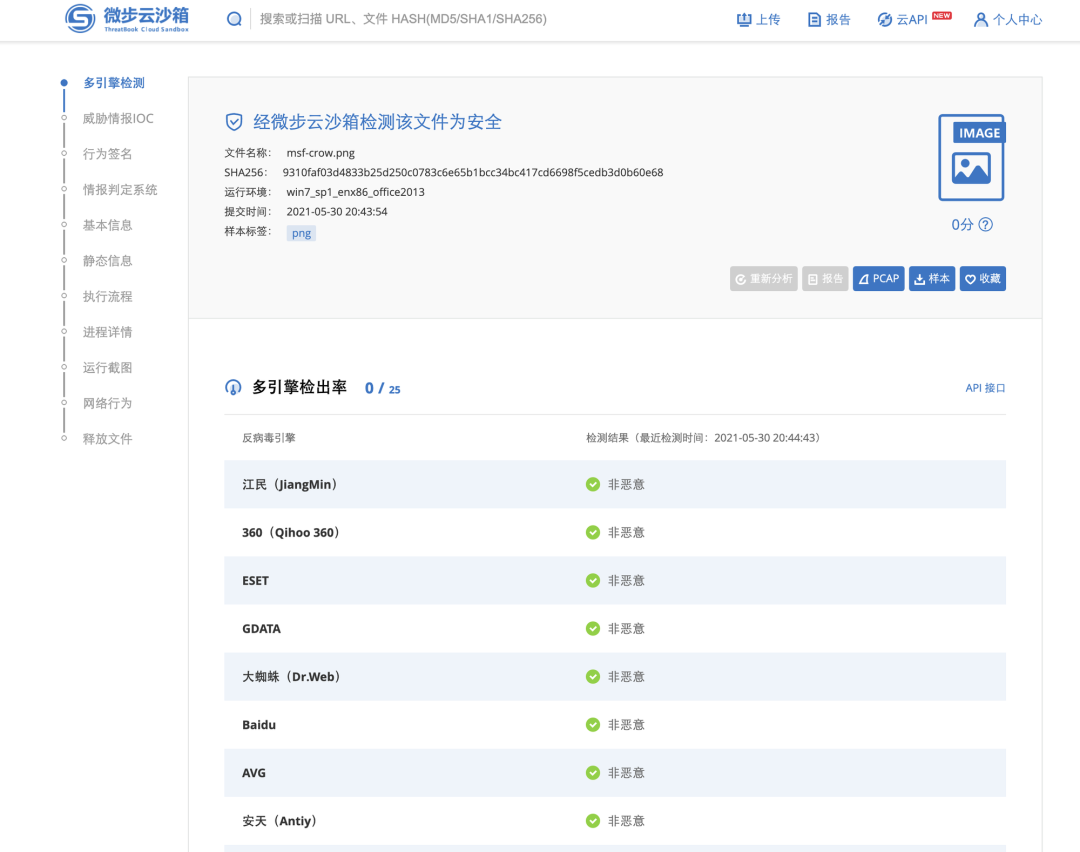 微步云沙箱
ThreatBook Cloud Sandbox
搜索或扫描 URL、文件 HASH(MD5/SHA1/SHA256)
上传
报告
云API NEW
个人中心
多引擎检测
威胁情报IOC
行为签名
情报判定系统
基本信息
静态信息
执行流程
进程详情
运行截图
网络行为
释放文件
经微步云沙箱检测该文件为安全
文件名称： msf-crow.png
SHA256： 9310faf03d4833b25d250c0783c6e65b1bcc34bc417cd6698f5cedb3d0b60e68
运行环境： win7_sp1_enx86_office2013
提交时间： 2021-05-30 20:43:54
样本标签： png
IMAGE
0分 ?
重新分析 报告 PCAP 样本 收藏
多引擎检出率 0 / 25
API 接口
反病毒引擎 检测结果（最近检测时间：2021-05-30 20:44:43）
江民（JiangMin） 非恶意
360（Qihoo 360） 非恶意
ESET 非恶意
GDATA 非恶意
大蜘蛛（Dr.Web） 非恶意
Baidu 非恶意
AVG 非恶意
安天（Antiy） 非恶意